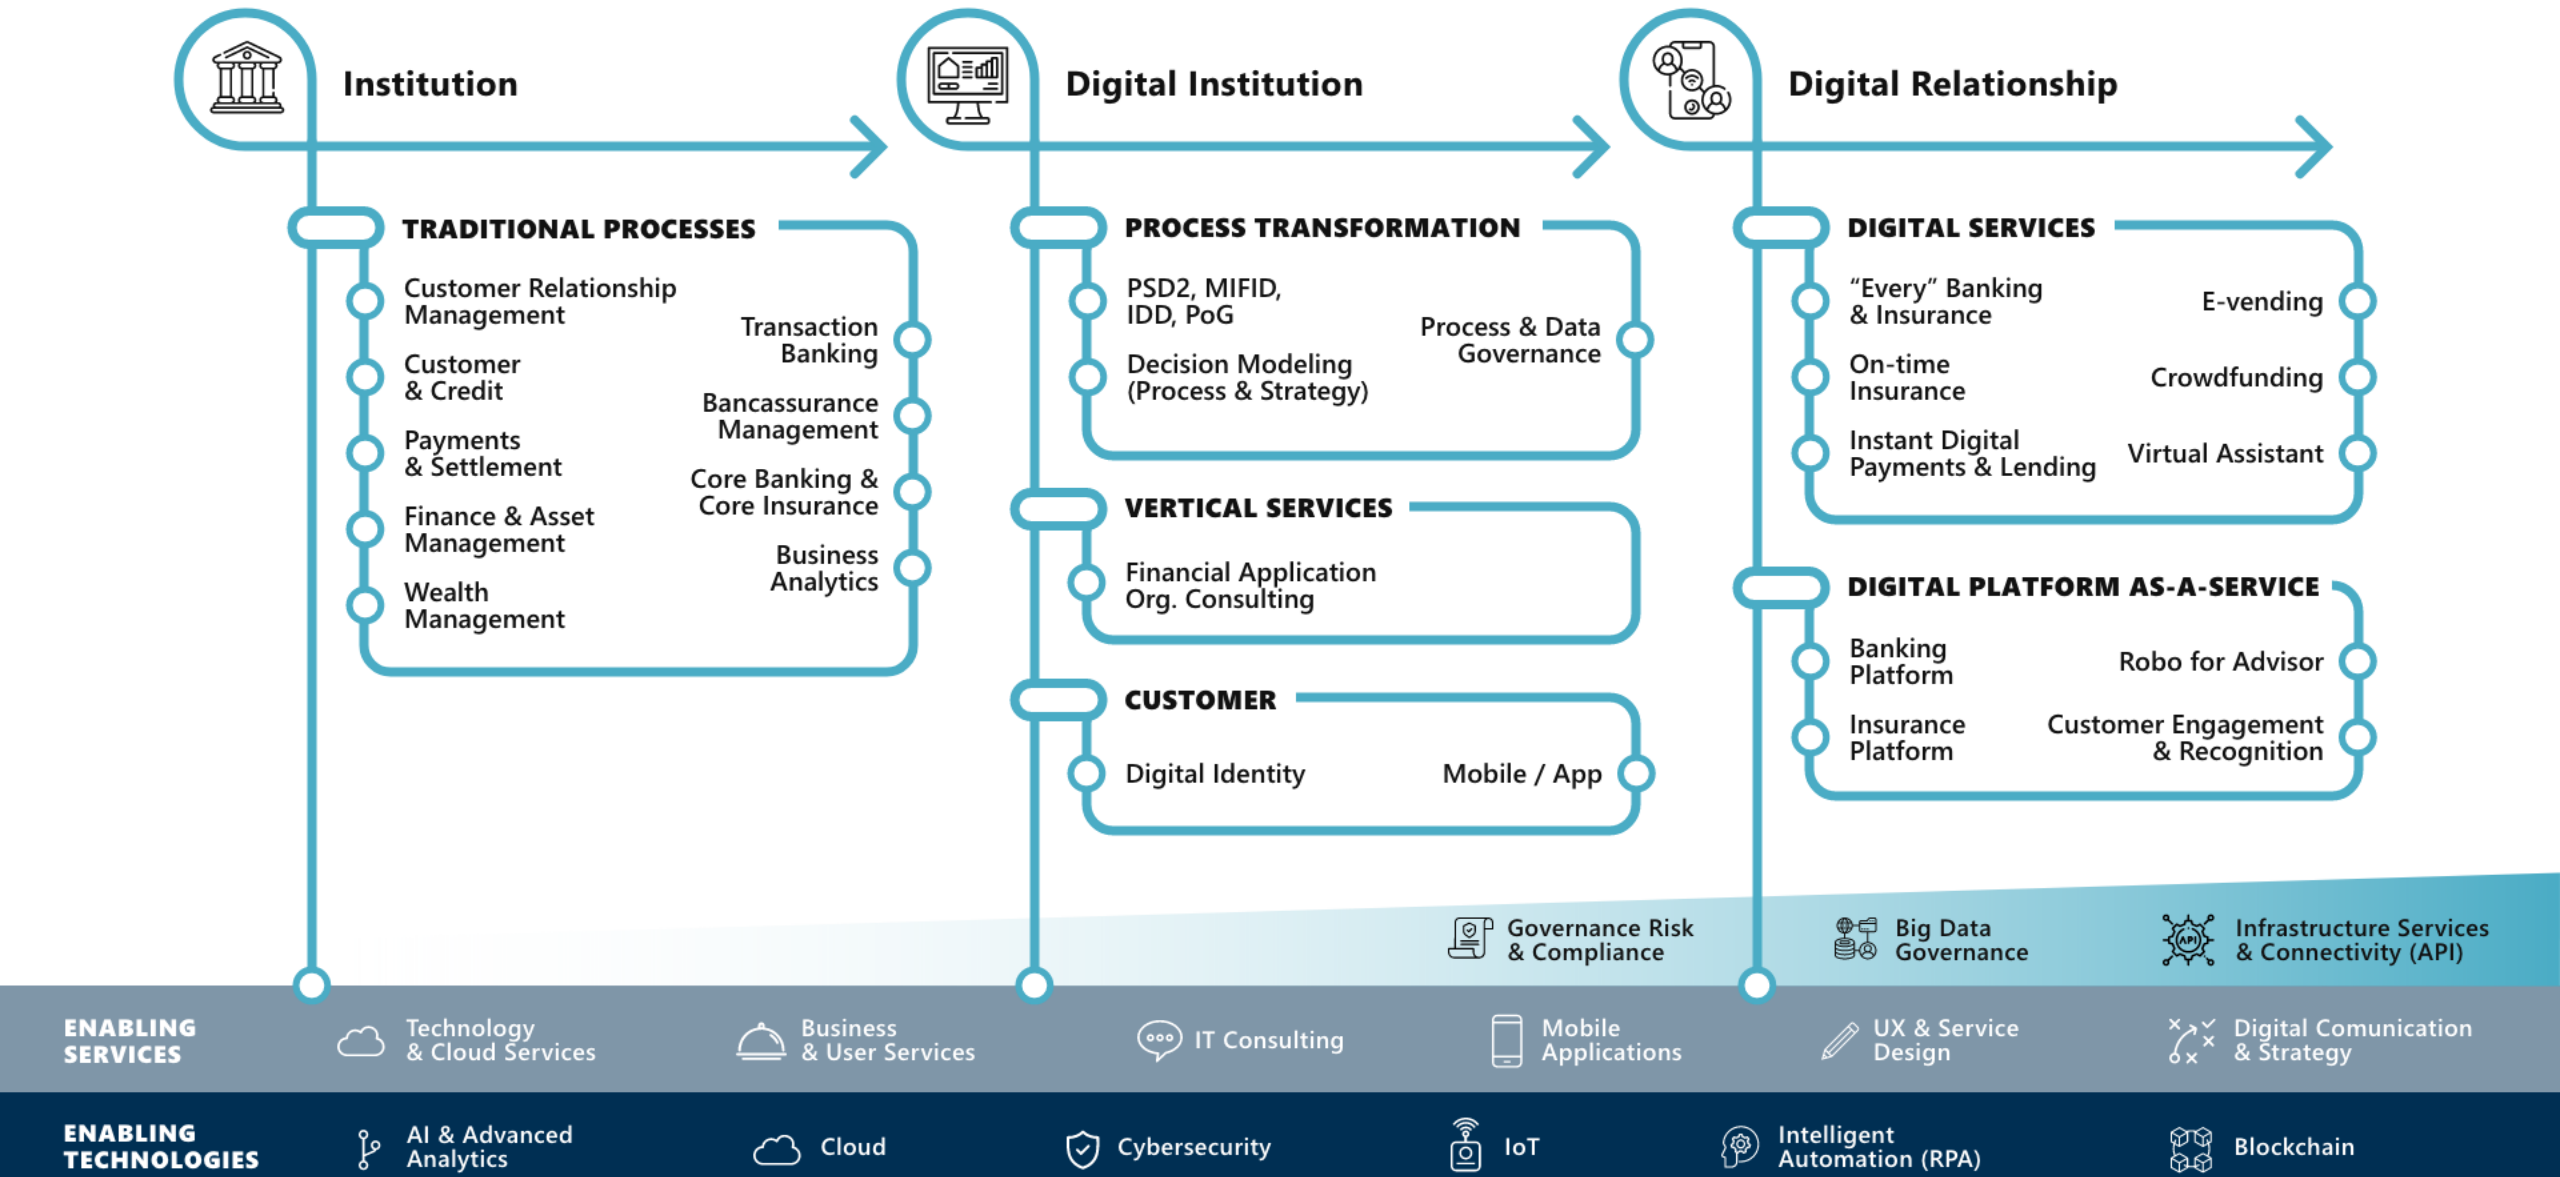 Institution
TRADITIONAL PROCESSES
Customer Relationship
Management
Customer
& Credit
Payments
& Settlement
Finance & Asset
Management
Wealth
Management
Transaction
Banking
Bancassurance
Management
Core Banking &
Core Insurance
Business
Analytics
Digital Institution
PROCESS TRANSFORMATION
PSD2, MIFID,
IDD, PoG
Decision Modeling
(Process & Strategy)
Process & Data
Governance
VERTICAL SERVICES
Financial Application
Org. Consulting
CUSTOMER
Digital Identity
Mobile / App
Digital Relationship
DIGITAL SERVICES
“Every” Banking
& Insurance
On-time
Insurance
Instant Digital
Payments & Lending
E-vending
Crowdfunding
Virtual Assistant
DIGITAL PLATFORM AS-A-SERVICE
Banking
Platform
Insurance
Platform
Robo for Advisor
Customer Engagement
& Recognition
Governance Risk
& Compliance
Big Data
Governance
API
Infrastructure Services
& Connectivity (API)
ENABLING
SERVICES
Technology
& Cloud Services
Business
& User Services
IT Consulting
Mobile
Applications
UX & Service
Design
Digital Comunication
& Strategy
ENABLING
TECHNOLOGIES
AI & Advanced
Analytics
Cloud
Cybersecurity
IoT
Intelligent
Automation (RPA)
Blockchain